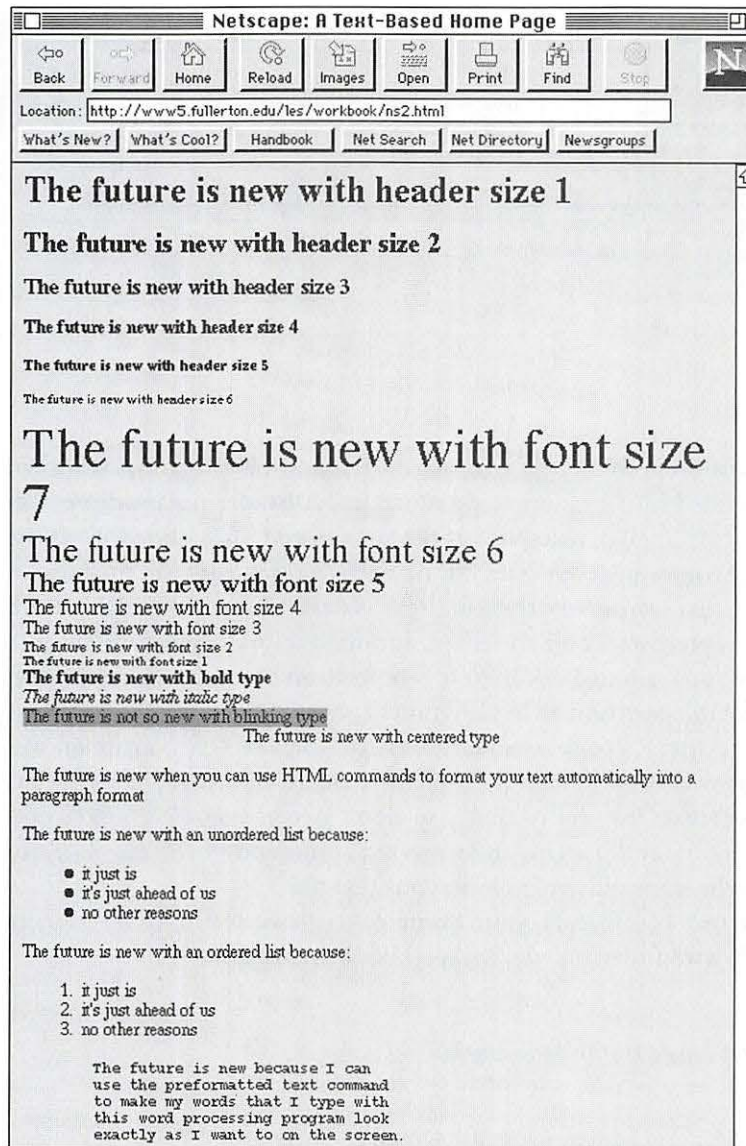 Netscape: A Text-Based Home Page
Back Forward Home Reload Images Open Print Find Stop
N
Location: http://www5.fullerton.edu/les/workbook/ns2.html
What's New? What's Cool? Handbook Net Search Net Directory Newsgroups
The future is new with header size 1
The future is new with header size 2
The future is new with header size 3
The future is new with header size 4
The future is new with header size 5
The future is new with header size 6
The future is new with font size
7
The future is new with font size 6
The future is new with font size 5
The future is new with font size 4
The future is new with font size 3
The future is new with font size 2
The future is new with font size 1
The future is new with bold type
The future is new with italic type
The future is not so new with blinking type
The future is new with centered type
The future is new when you can use HTML commands to format your text automatically into a
paragraph format
The future is new with an unordered list because:
● it just is
● it's just ahead of us
● no other reasons
The future is new with an ordered list because:
1. it just is
2. it's just ahead of us
3. no other reasons
The future is new because I can
use the preformatted text command
to make my words that I type with
this word processing program look
exactly as I want to on the screen.